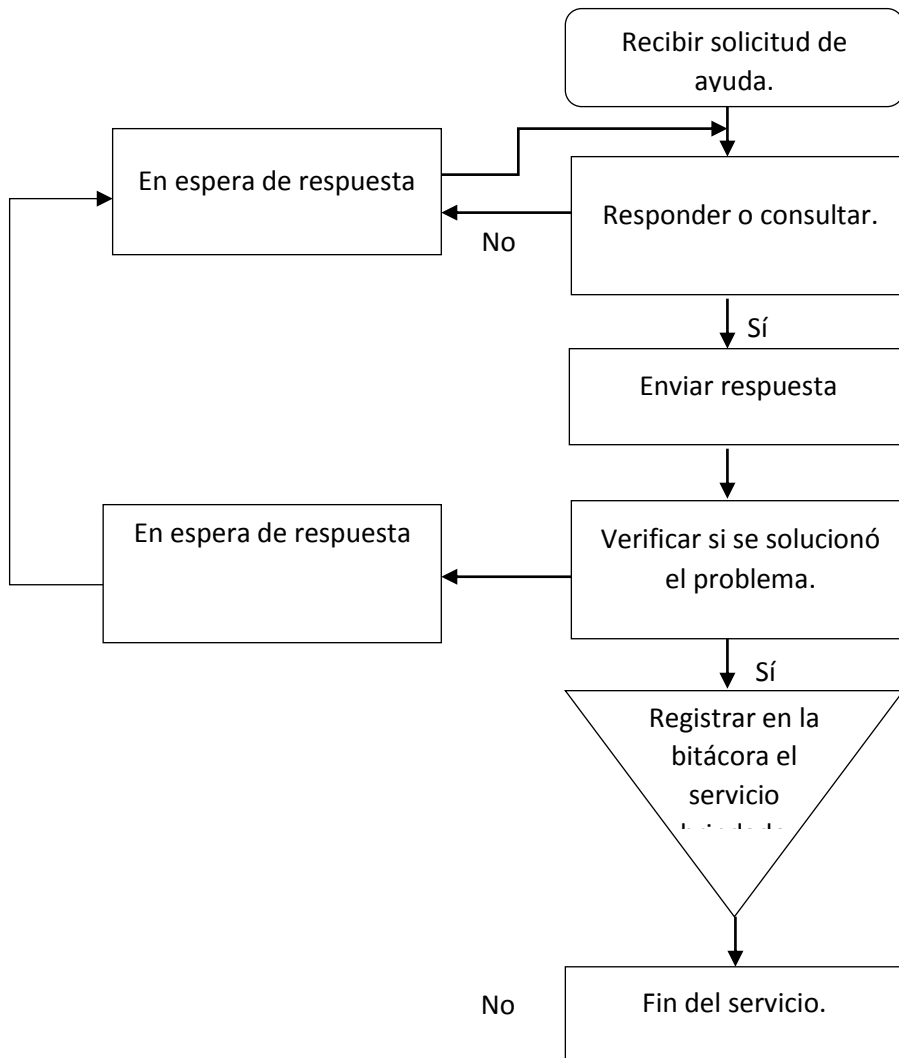 Recibir solicitud de
ayuda.
En espera de respuesta
Responder o consultar.
No
Sí
Enviar respuesta
En espera de respuesta
Verificar si se solucionó
el problema.
Sí
Registrar en la
bitácora el
servicio
No
Fin del servicio.